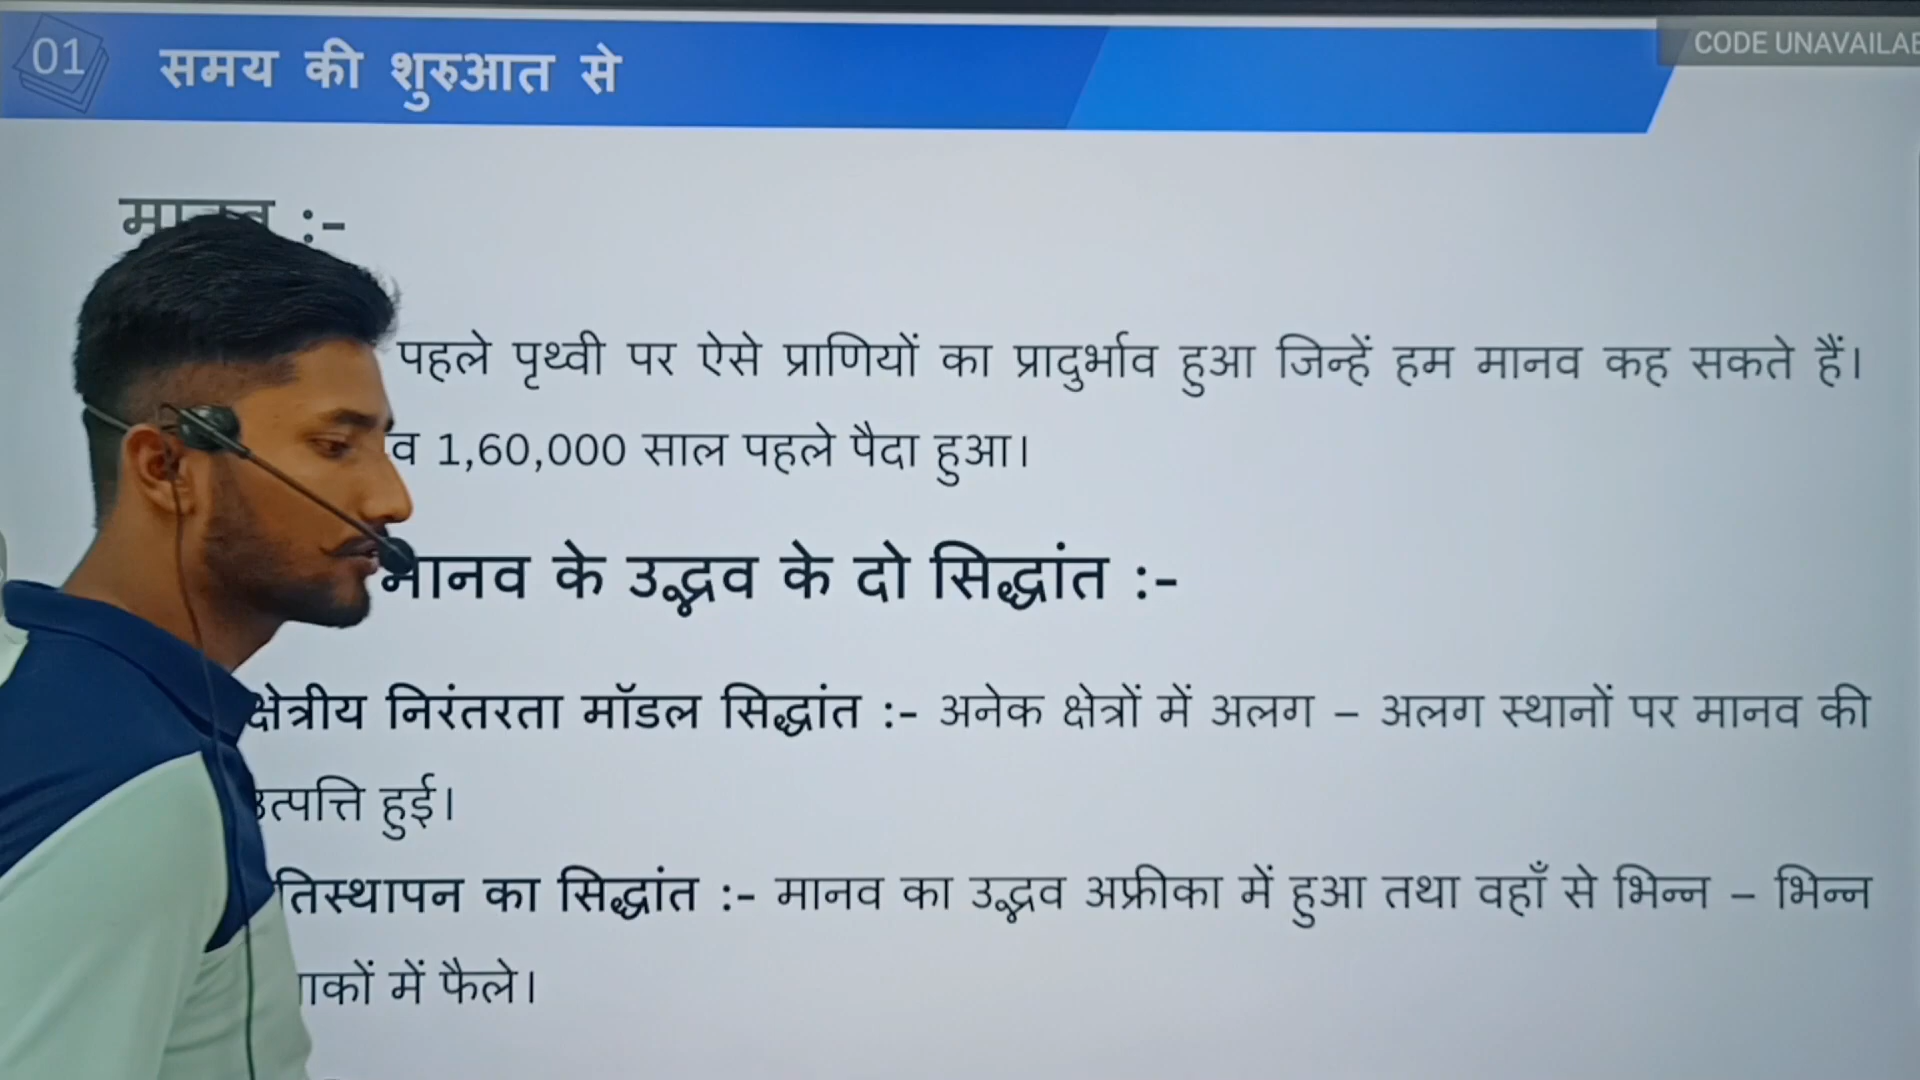 01 समय की शुरुआत से
CODE UNAVAILAB
:-
पहले पृथ्वी पर ऐसे प्राणियों का प्रादुर्भाव हुआ जिन्हें हम मानव कह सकते हैं।
1,60,000 साल पहले पैदा हुआ।
मानव के उद्भव के दो सिद्धांत :-
क्षेत्रीय निरंतरता मॉडल सिद्धांत :- अनेक क्षेत्रों में अलग – अलग स्थानों पर मानव की
उत्पत्ति हुई।
का सिद्धांत :- मानव का उद्भव अफ्रीका में हुआ तथा वहाँ से भिन्न – भिन्न
में फैले।